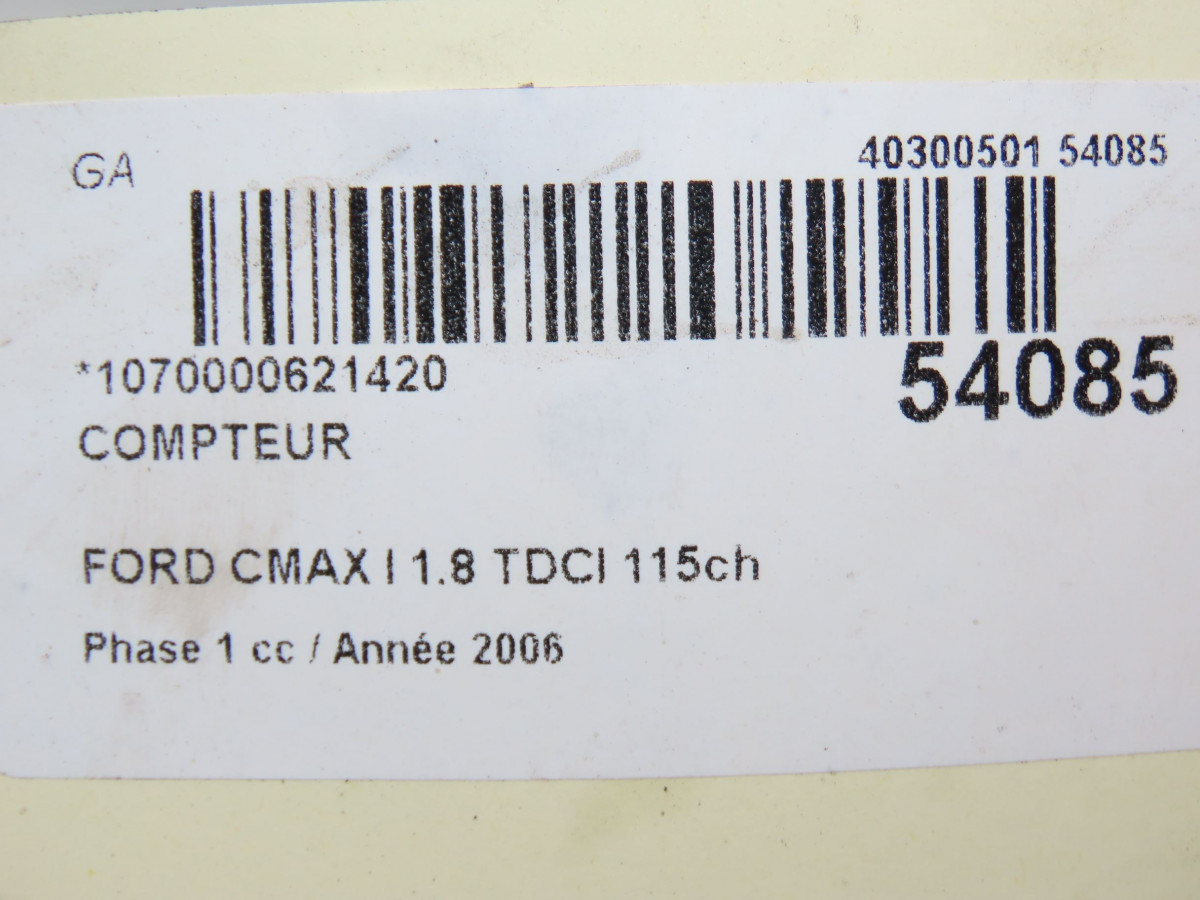 GA
40300501 54085
*1070000621420
54085
COMPTEUR
FORD CMAX I 1.8 TDCI 115ch
Phase 1 cc / Année 2006